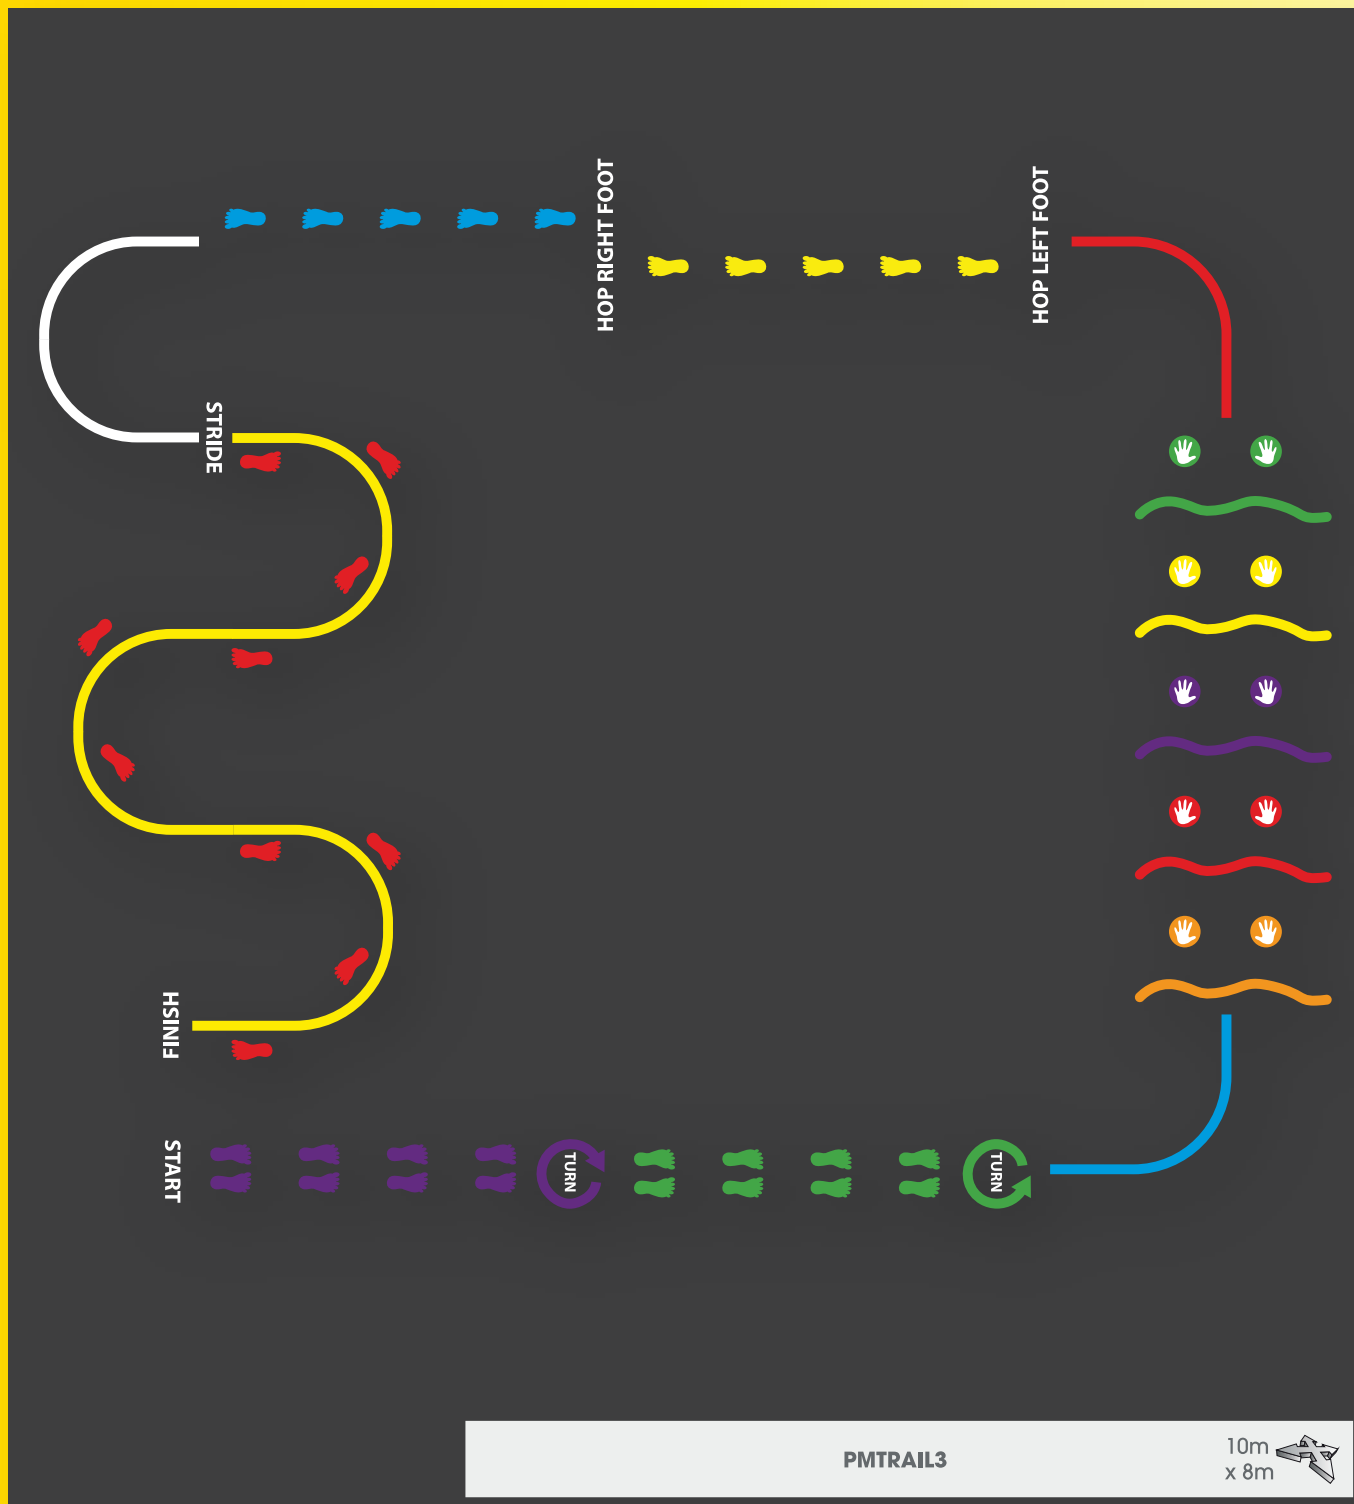 HOP RIGHT FOOT
HOP LEFT FOOT
STRIDE
FINISH
START
TURN
TURN
PMTRAIL3
10m
x 8m